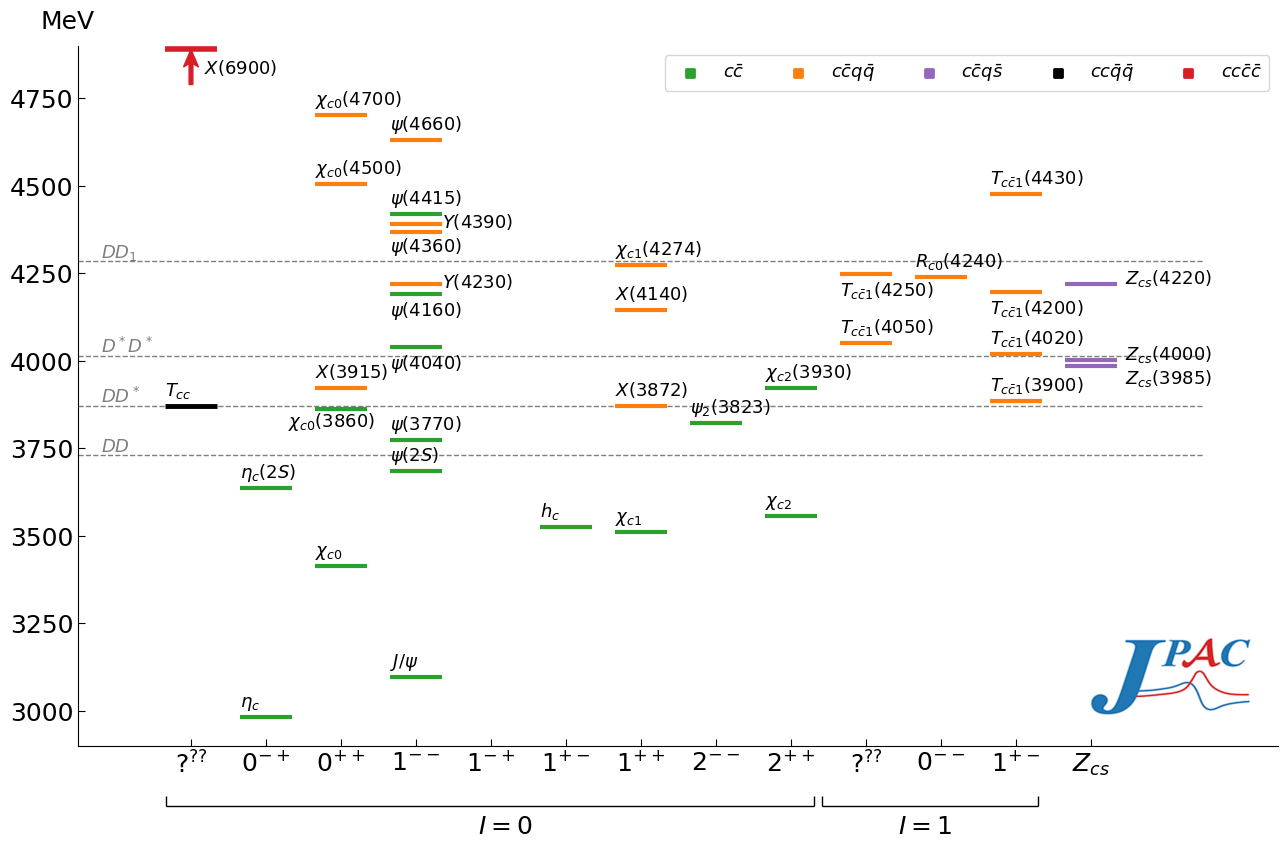 MeV
X(6900)
cc̄
cc̄qq̄
cc̄qs̄
ccq̄q̄
ccc̄c̄
4750
χc0(4700)
ψ(4660)
4500
χc0(4500)
ψ(4415)
Y(4390)
ψ(4360)
Tcc̄1(4430)
DD₁
4250
Y(4230)
ψ(4160)
χc1(4274)
X(4140)
Tcc̄1(4250)
Rc0(4240)
Tcc̄1(4200)
Zcs(4220)
D*D*
4000
ψ(4040)
Tcc̄1(4050)
Tcc̄1(4020)
Zcs(4000)
Zcs(3985)
DD*
Tcc
X(3915)
χc0(3860)
X(3872)
ψ₂(3823)
χc2(3930)
Tcc̄1(3900)
3750
DD
ψ(3770)
ψ(2S)
ηc(2S)
3500
χc0
hc
χc1
χc2
3250
J/ψ
ηc
3000
JPAC
?^??
0⁻⁺
0⁺⁺
1⁻⁻
1⁻⁺
1⁺⁻
1⁺⁺
2⁻⁻
2⁺⁺
?^??
0⁻⁻
1⁺⁻
Zcs
I = 0
I = 1